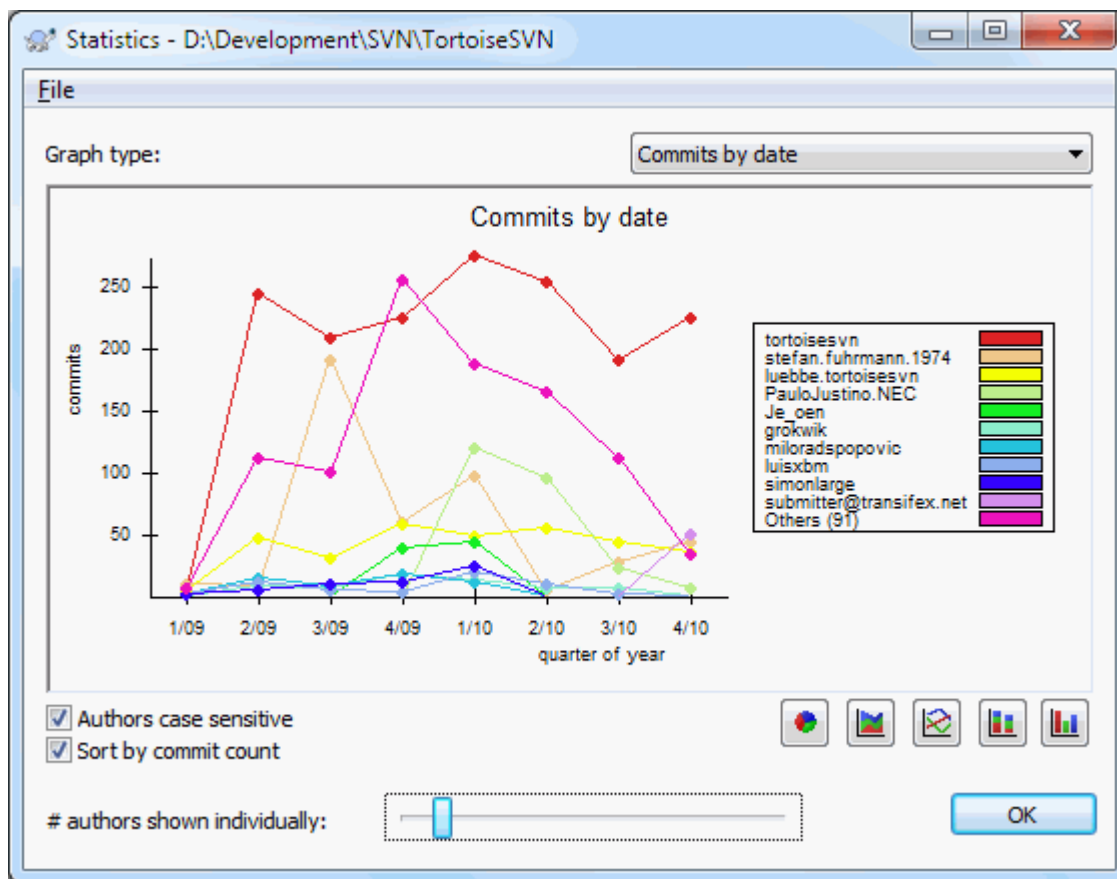 Statistics - D:\Development\SVN\TortoiseSVN
File
Graph type:
Commits by date
Commits by date
250
200
150
100
50
commits
1/09 2/09 3/09 4/09 1/10 2/10 3/10 4/10
quarter of year
tortoisesvn
stefan.fuhrmann.1974
luebbe.tortoisesvn
PauloJustino.NEC
Je_oen
grokwik
miloradspopovic
luisxbm
simonlarge
submitter@transifex.net
Others (91)
Authors case sensitive
Sort by commit count
# authors shown individually:
OK